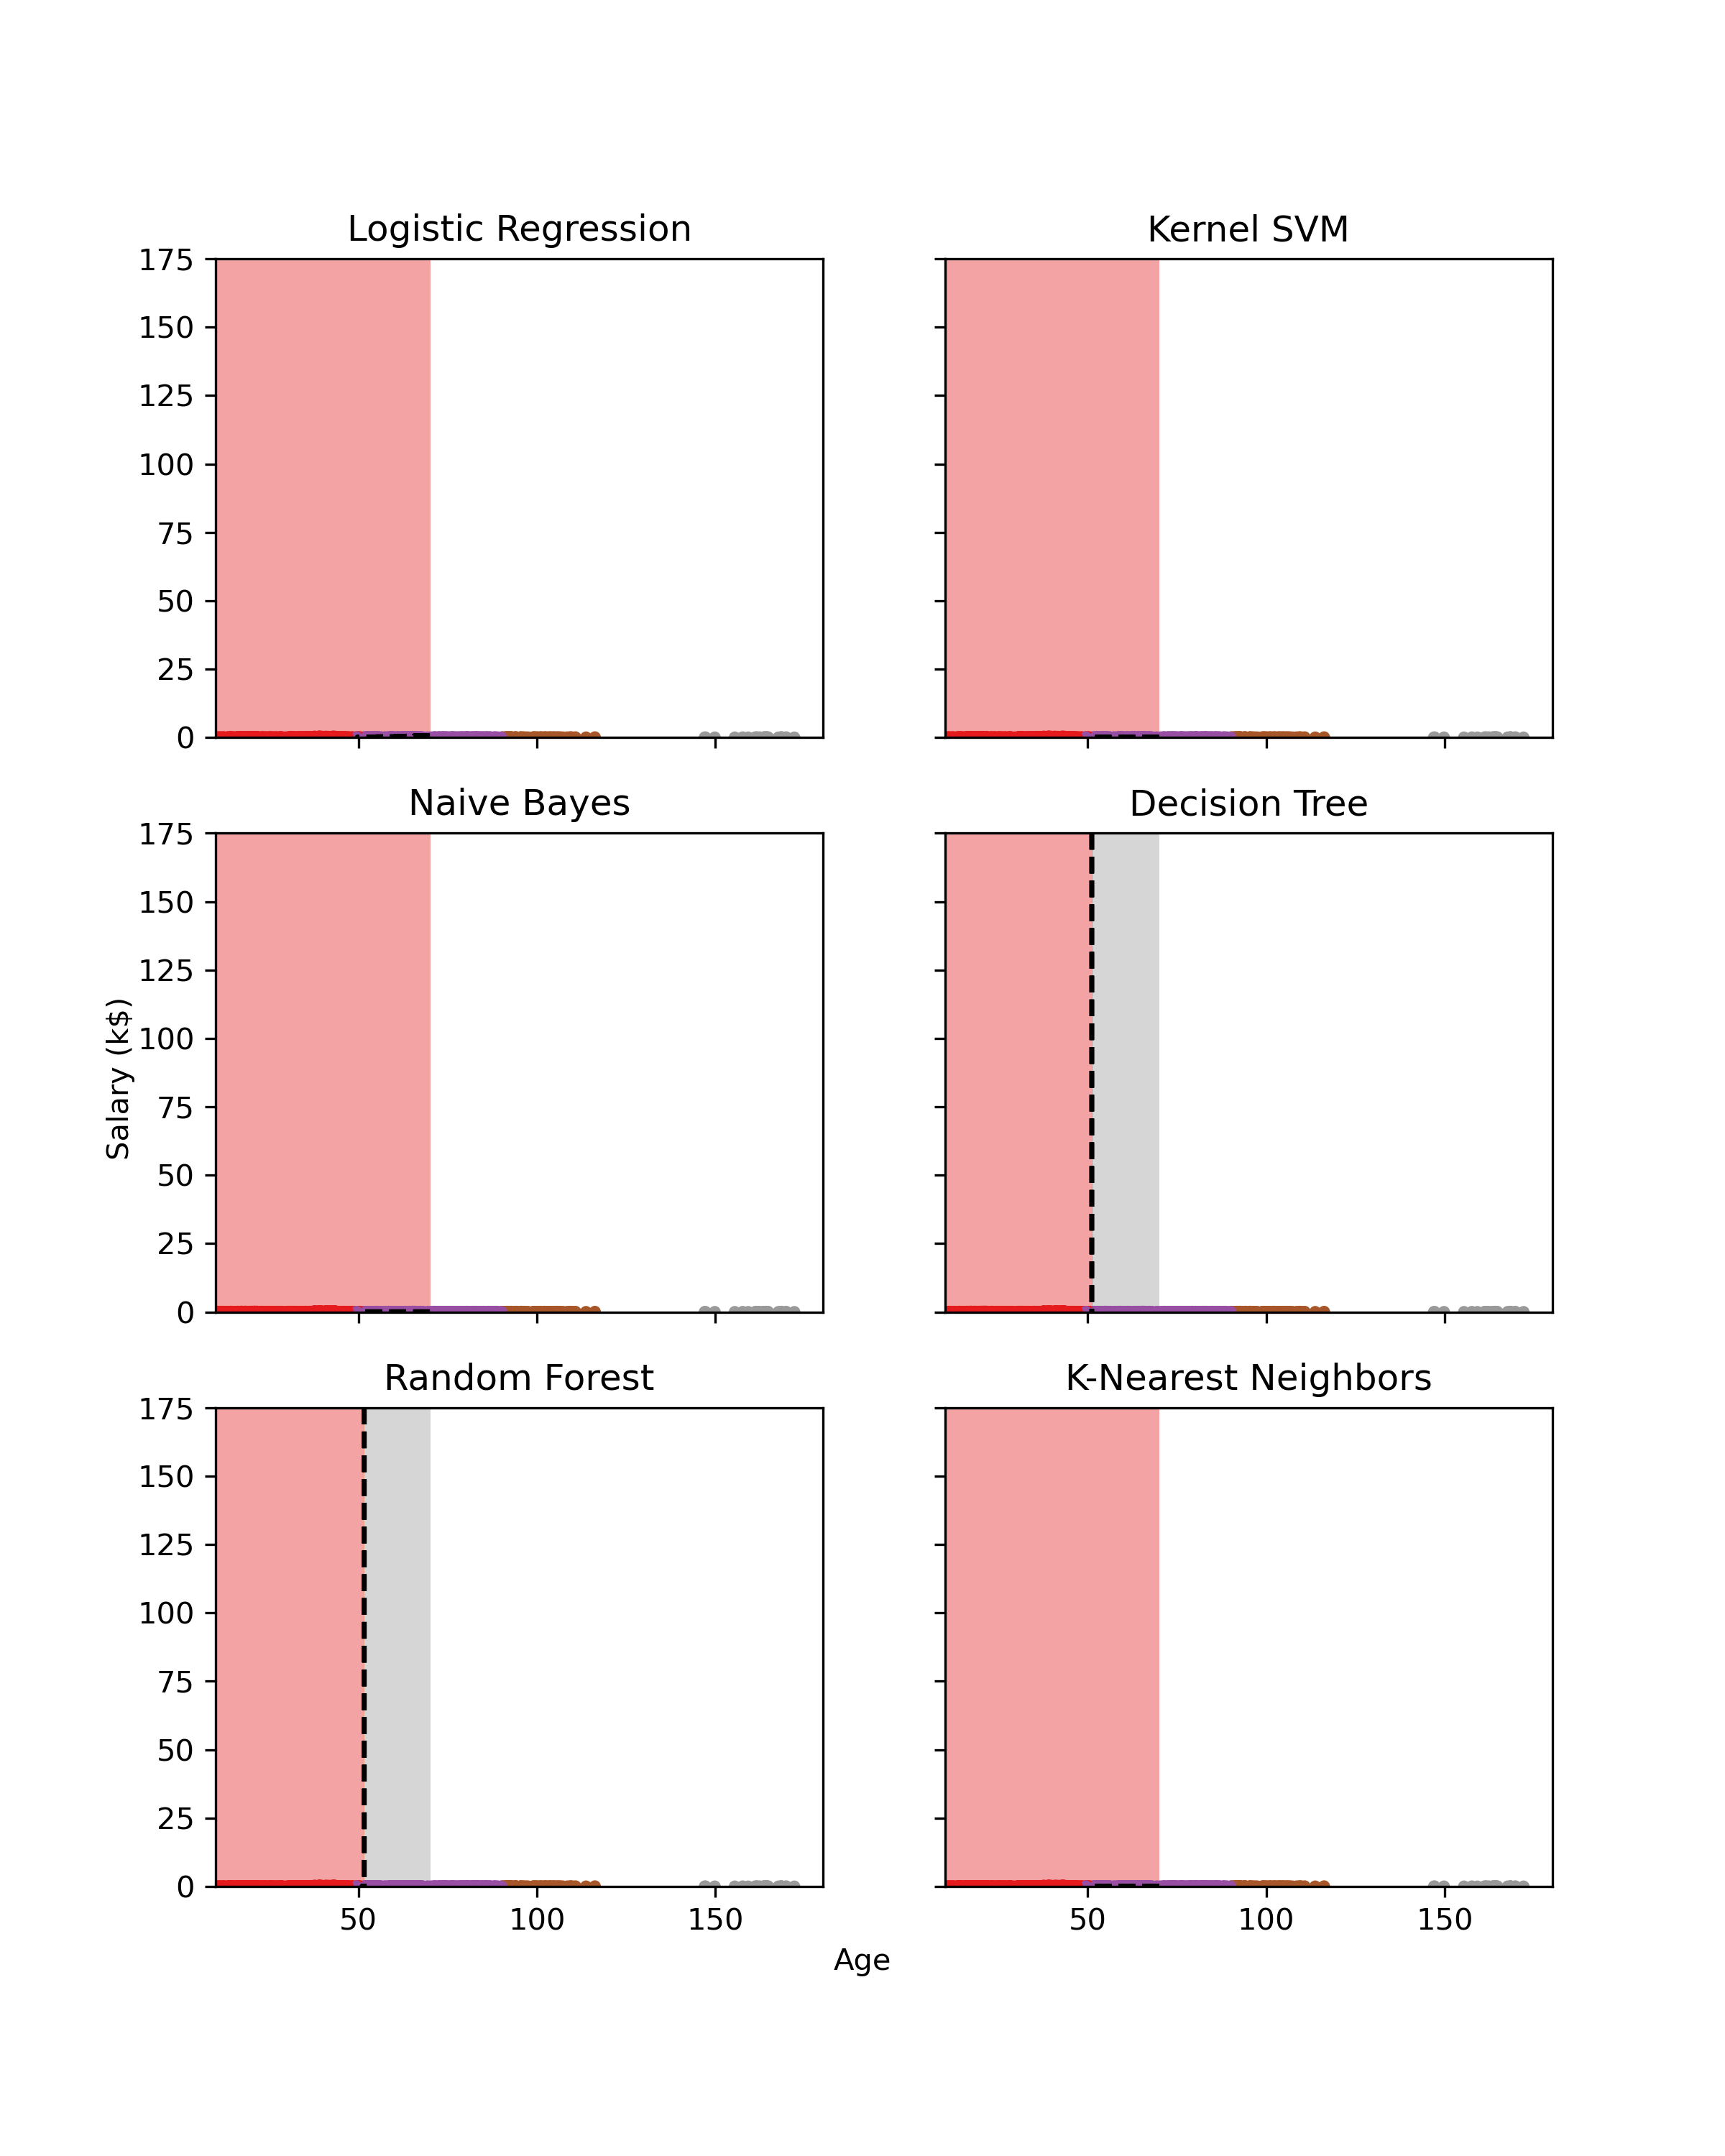 Logistic Regression
Kernel SVM
175
150
125
100
75
50
25
0
Naive Bayes
Decision Tree
175
150
125
100
75
50
25
0
Salary (k$)
Random Forest
K-Nearest Neighbors
175
150
125
100
75
50
25
0
50 100 150
50 100 150
Age